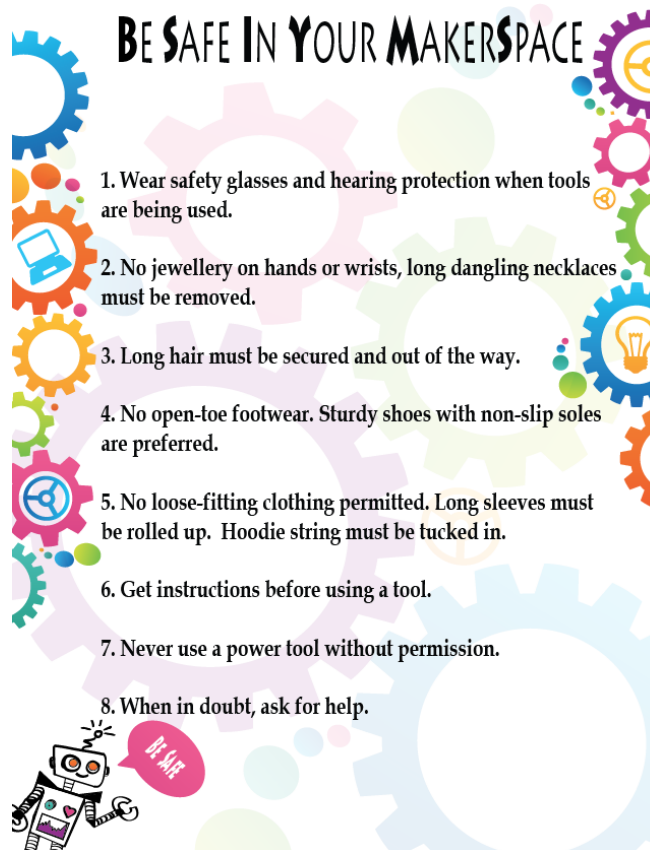 BE SAFE IN YOUR MAKERSPACE
1. Wear safety glasses and hearing protection when tools
are being used.
2. No jewellery on hands or wrists, long dangling necklaces
must be removed.
3. Long hair must be secured and out of the way.
4. No open-toe footwear. Sturdy shoes with non-slip soles
are preferred.
5. No loose-fitting clothing permitted. Long sleeves must
be rolled up.  Hoodie string must be tucked in.
6. Get instructions before using a tool.
7. Never use a power tool without permission.
8. When in doubt, ask for help.
BE SAFE